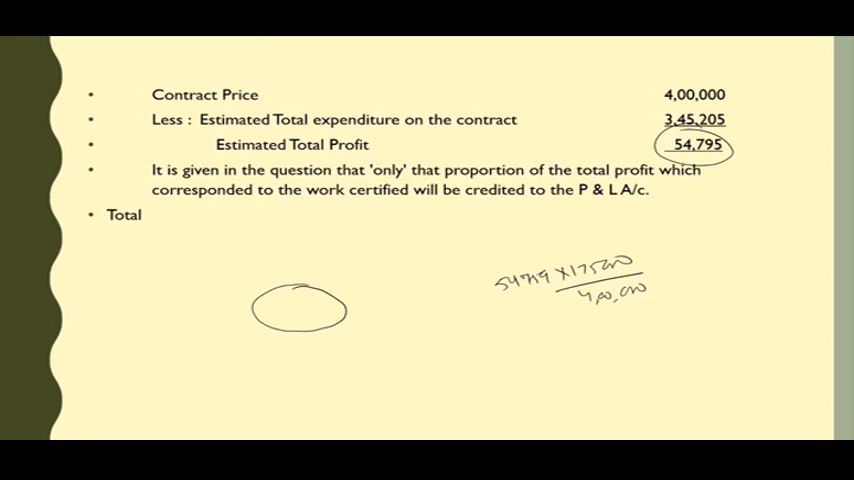 • Contract Price 4,00,000
• Less : Estimated Total expenditure on the contract 3,45,205
• Estimated Total Profit 54,795
• It is given in the question that 'only' that proportion of the total profit which
corresponded to the work certified will be credited to the P & L A/c.
• Total
× 175000
4,00,000